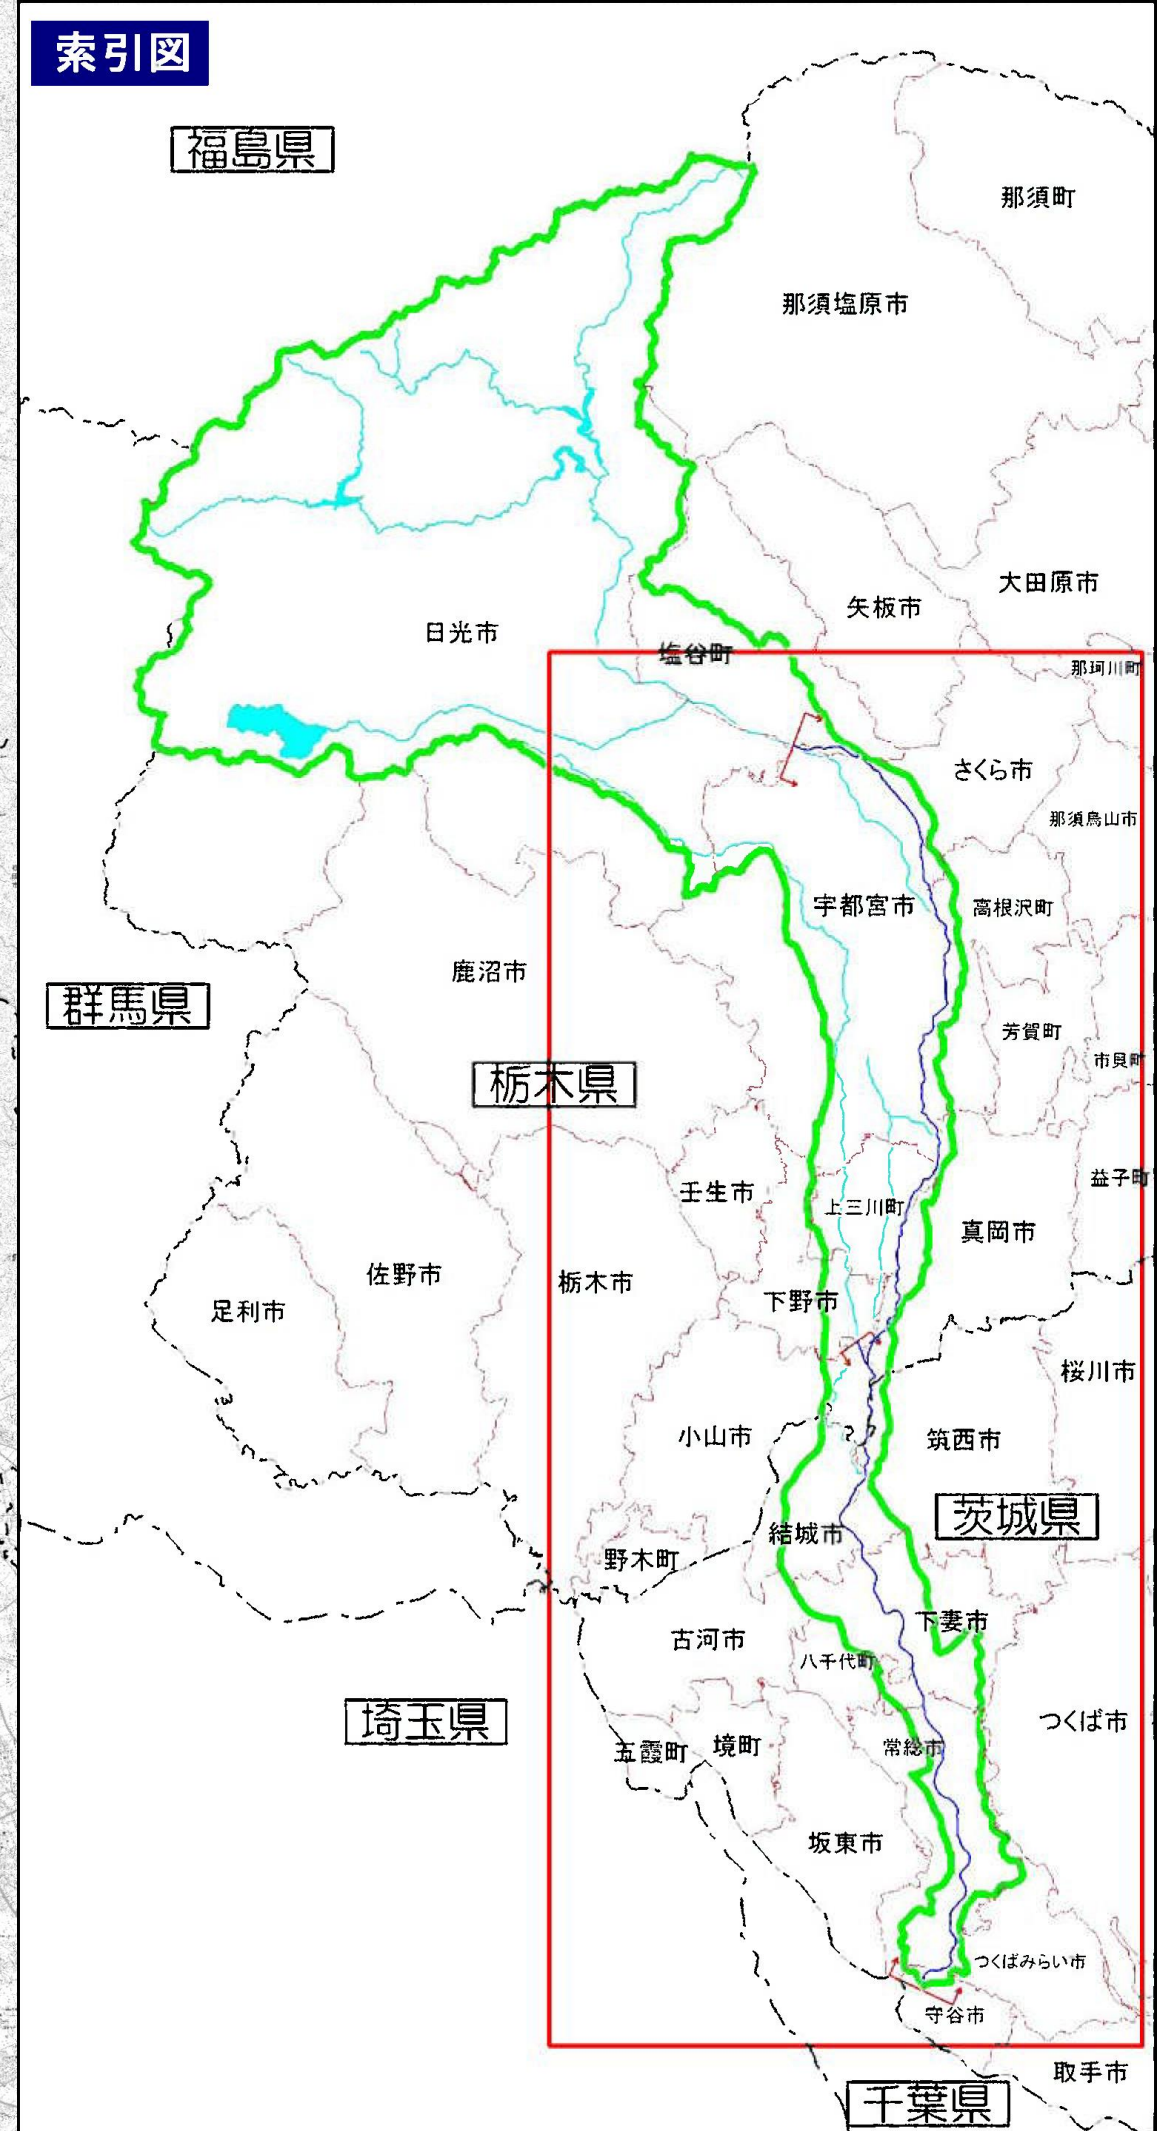 索引図
福島県
那須町
那須塩原市
大田原市
矢板市
日光市
塩谷町
那珂川町
さくら市
那須烏山市
宇都宮市
高根沢町
鹿沼市
群馬県
芳賀町
市貝町
栃木県
益子町
壬生市
上三川町
真岡市
佐野市
栃木市
下野市
足利市
桜川市
小山市
筑西市
茨城県
結城市
野木町
下妻市
古河市
八千代町
埼玉県
つくば市
五霞町
境町
常総市
坂東市
つくばみらい市
守谷市
取手市
千葉県